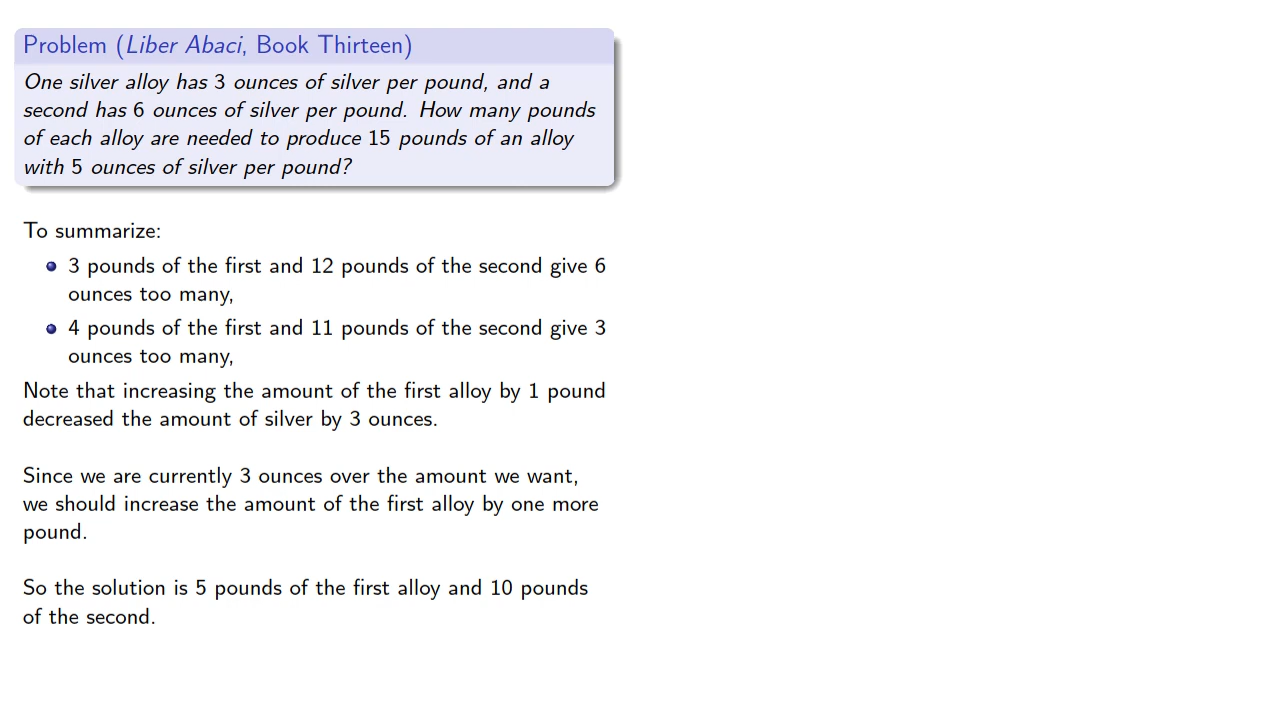 Problem (Liber Abaci, Book Thirteen)
One silver alloy has 3 ounces of silver per pound, and a
second has 6 ounces of silver per pound. How many pounds
of each alloy are needed to produce 15 pounds of an alloy
with 5 ounces of silver per pound?
To summarize:
3 pounds of the first and 12 pounds of the second give 6
ounces too many,
4 pounds of the first and 11 pounds of the second give 3
ounces too many,
Note that increasing the amount of the first alloy by 1 pound
decreased the amount of silver by 3 ounces.
Since we are currently 3 ounces over the amount we want,
we should increase the amount of the first alloy by one more
pound.
So the solution is 5 pounds of the first alloy and 10 pounds
of the second.